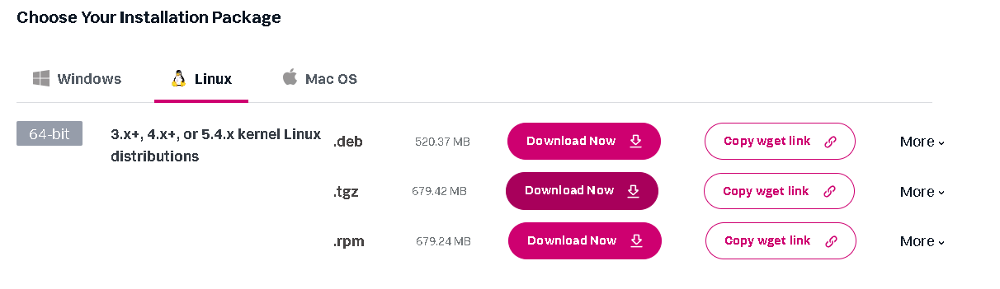 Choose Your Installation Package
Windows
Linux
Mac OS
64-bit
3.x+, 4.x+, or 5.4.x kernel Linux
distributions
.deb
520.37 MB
Download Now
Copy wget link
More
.tgz
679.42 MB
Download Now
Copy wget link
More
.rpm
679.24 MB
Download Now
Copy wget link
More